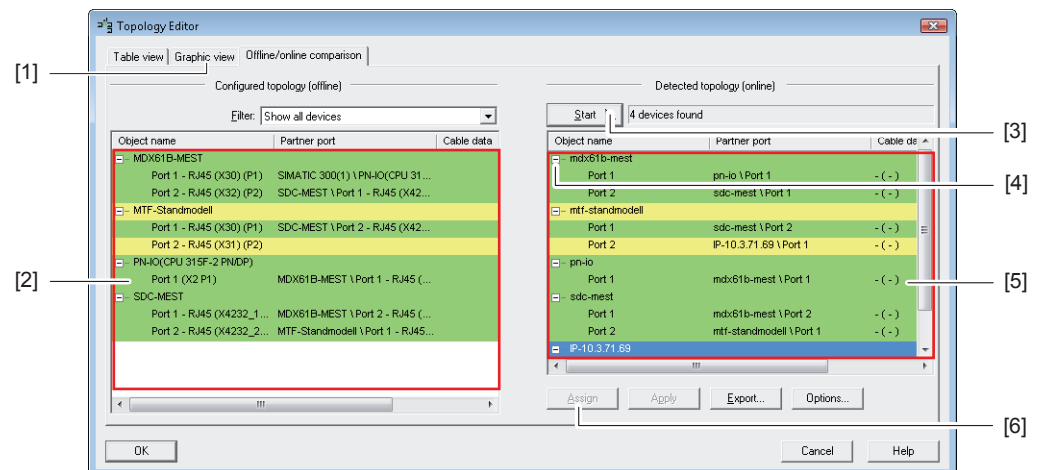 Topology Editor
Table view Graphic view Offline/online comparison
[1]
Configured topology (offline)
Detected topology (online)
Filter: Show all devices
Start 4 devices found
[3]
Object name Partner port Cable data
Object name Partner port Cable da
MDX61B-MEST
Port 1 - RJ45 (X30) (P1) SIMATIC 300(1) \ PN-IO(CPU 31...
Port 2 - RJ45 (X32) (P2) SDC-MEST \ Port 1 - RJ45 (X42...
MTF-Standmodell
Port 1 - RJ45 (X30) (P1) SDC-MEST \ Port 2 - RJ45 (X42...
Port 2 - RJ45 (X31) (P2)
PN-IO(CPU 315F-2 PN/DP)
[2]
Port 1 (X2 P1) MDX61B-MEST \ Port 1 - RJ45 (...
SDC-MEST
Port 1 - RJ45 (X4232_1... MDX61B-MEST \ Port 2 - RJ45 (...
Port 2 - RJ45 (X4232_2... MTF-Standmodell \ Port 1 - RJ45...
mdx61b-mest
[4]
Port 1 pn-io \ Port 1 - ( - )
Port 2 sdc-mest \ Port 1 - ( - )
mtf-standmodell
Port 1 sdc-mest \ Port 2 - ( - )
Port 2 IP-10.3.71.69 \ Port 1 - ( - )
pn-io
Port 1 mdx61b-mest \ Port 1 - ( - )
[5]
sdc-mest
Port 1 mdx61b-mest \ Port 2 - ( - )
Port 2 mtf-standmodell \ Port 1 - ( - )
IP-10.3.71.69
Assign Apply Export... Options...
[6]
OK Cancel Help